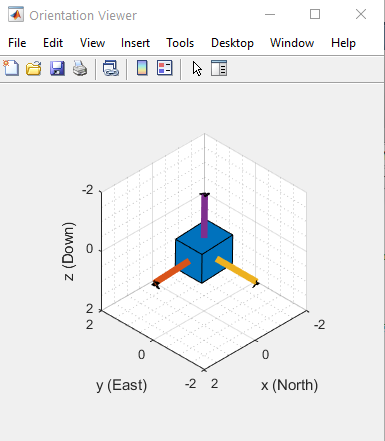 Orientation Viewer
File Edit View Insert Tools Desktop Window Help
-2
0
2
z (Down)
2
0
-2
y (East)
2
0
-2
x (North)